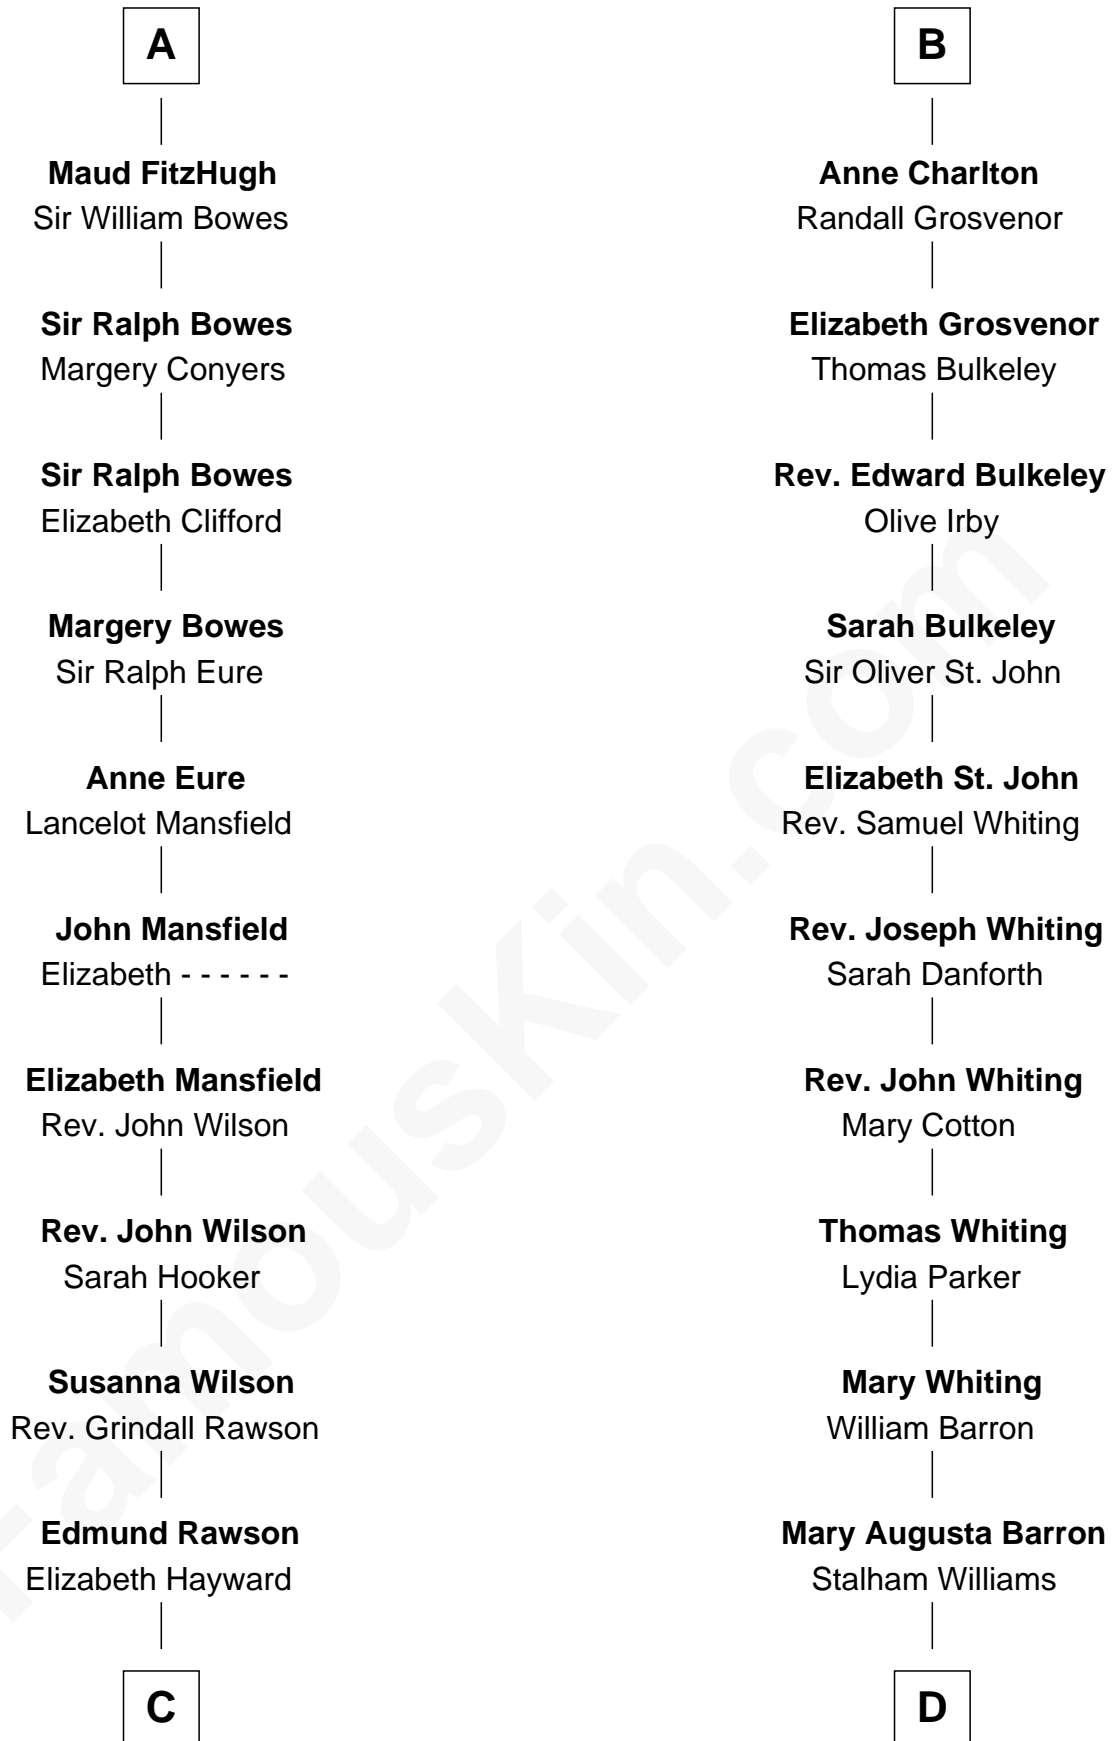 A
Maud FitzHugh
Sir William Bowes
Sir Ralph Bowes
Margery Conyers
Sir Ralph Bowes
Elizabeth Clifford
Margery Bowes
Sir Ralph Eure
Anne Eure
Lancelot Mansfield
John Mansfield
Elizabeth - - - - - -
Elizabeth Mansfield
Rev. John Wilson
Rev. John Wilson
Sarah Hooker
Susanna Wilson
Rev. Grindall Rawson
Edmund Rawson
Elizabeth Hayward
C
B
Anne Charlton
Randall Grosvenor
Elizabeth Grosvenor
Thomas Bulkeley
Rev. Edward Bulkeley
Olive Irby
Sarah Bulkeley
Sir Oliver St. John
Elizabeth St. John
Rev. Samuel Whiting
Rev. Joseph Whiting
Sarah Danforth
Rev. John Whiting
Mary Cotton
Thomas Whiting
Lydia Parker
Mary Whiting
William Barron
Mary Augusta Barron
Stalham Williams
D
FamousKin.com